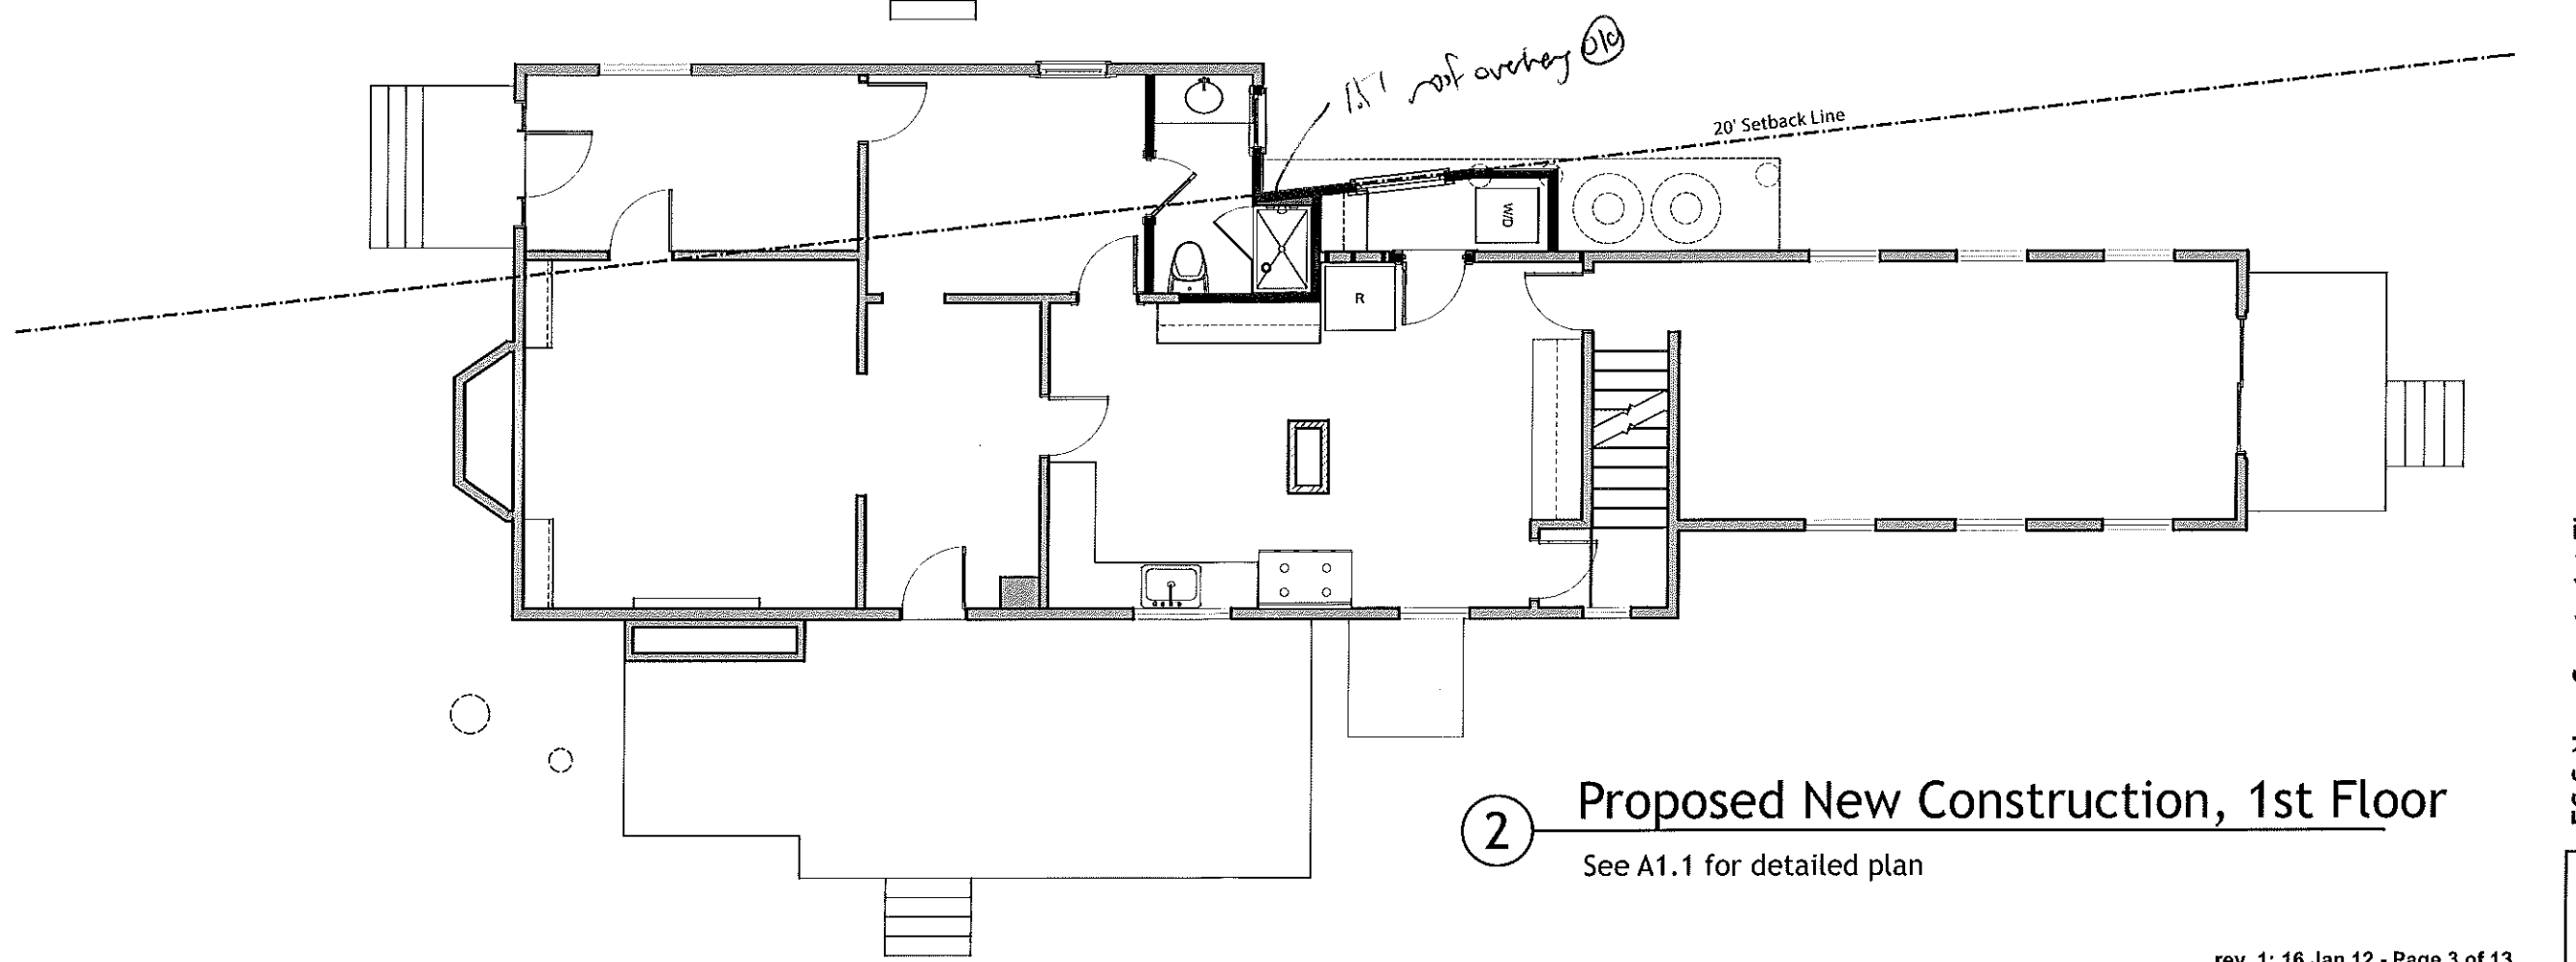 1.5' roof overhang
20' Setback Line
W/D
R
2
Proposed New Construction, 1st Floor
See A1.1 for detailed plan
rev. 1: 16 Jan 12 - Page 3 of 13